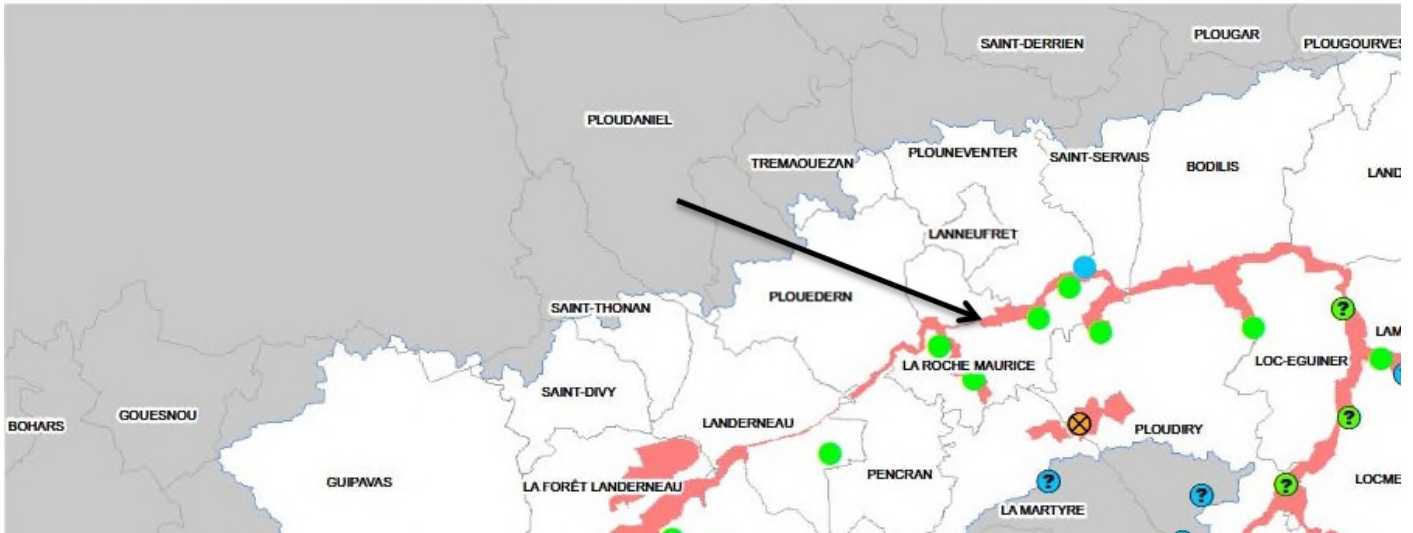 PLOUGAR
SAINT-DERRIEN
PLOUGOURVES
PLOUDANIEL
PLOUNEVENTER
SAINT-SERVAIS
TREMAOUEZAN
BODILIS
LAND
LANNEUFRET
PLOUEDERN
SAINT-THONAN
?
LAM
LOC-EGUINER
LA ROCHE MAURICE
?
SAINT-DIVY
GOUESNOU
?
LANDERNEAU
BOHARS
PLOUDIRY
PENCRAN
LOCME
GUIPAVAS
LA FORÊT LANDERNEAU
?
?
?
LA MARTYRE